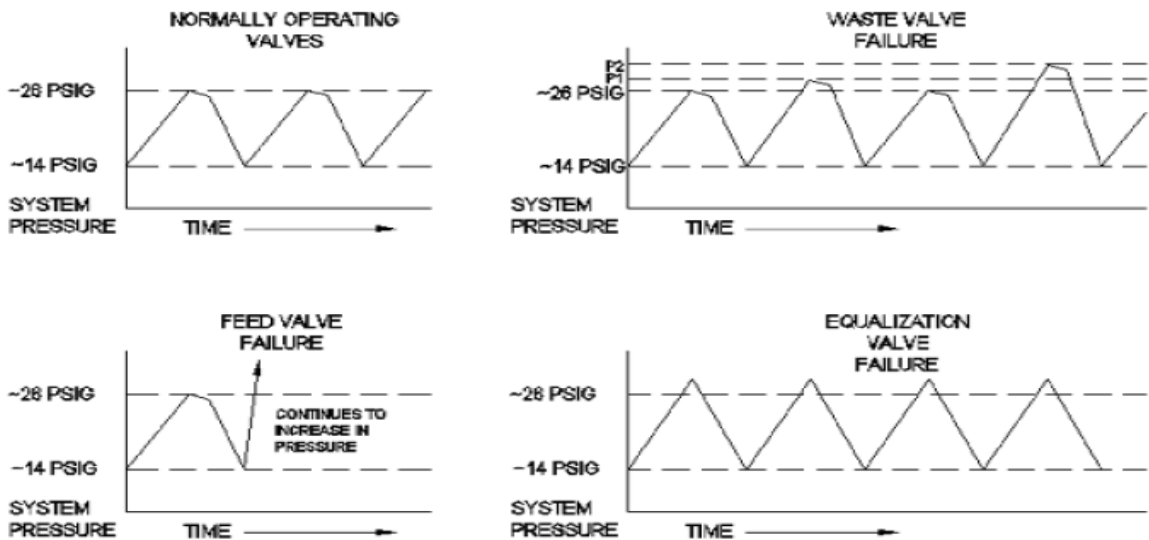 NORMALLY OPERATING
VALVES
~26 PSIG
~14 PSIG
SYSTEM
PRESSURE
TIME
WASTE VALVE
FAILURE
P2
P1
~26 PSIG
~14 PSIG
SYSTEM
PRESSURE
TIME
FEED VALVE
FAILURE
~26 PSIG
CONTINUES TO
INCREASE IN
PRESSURE
~14 PSIG
SYSTEM
PRESSURE
TIME
EQUALIZATION
VALVE
FAILURE
~26 PSIG
~14 PSIG
SYSTEM
PRESSURE
TIME